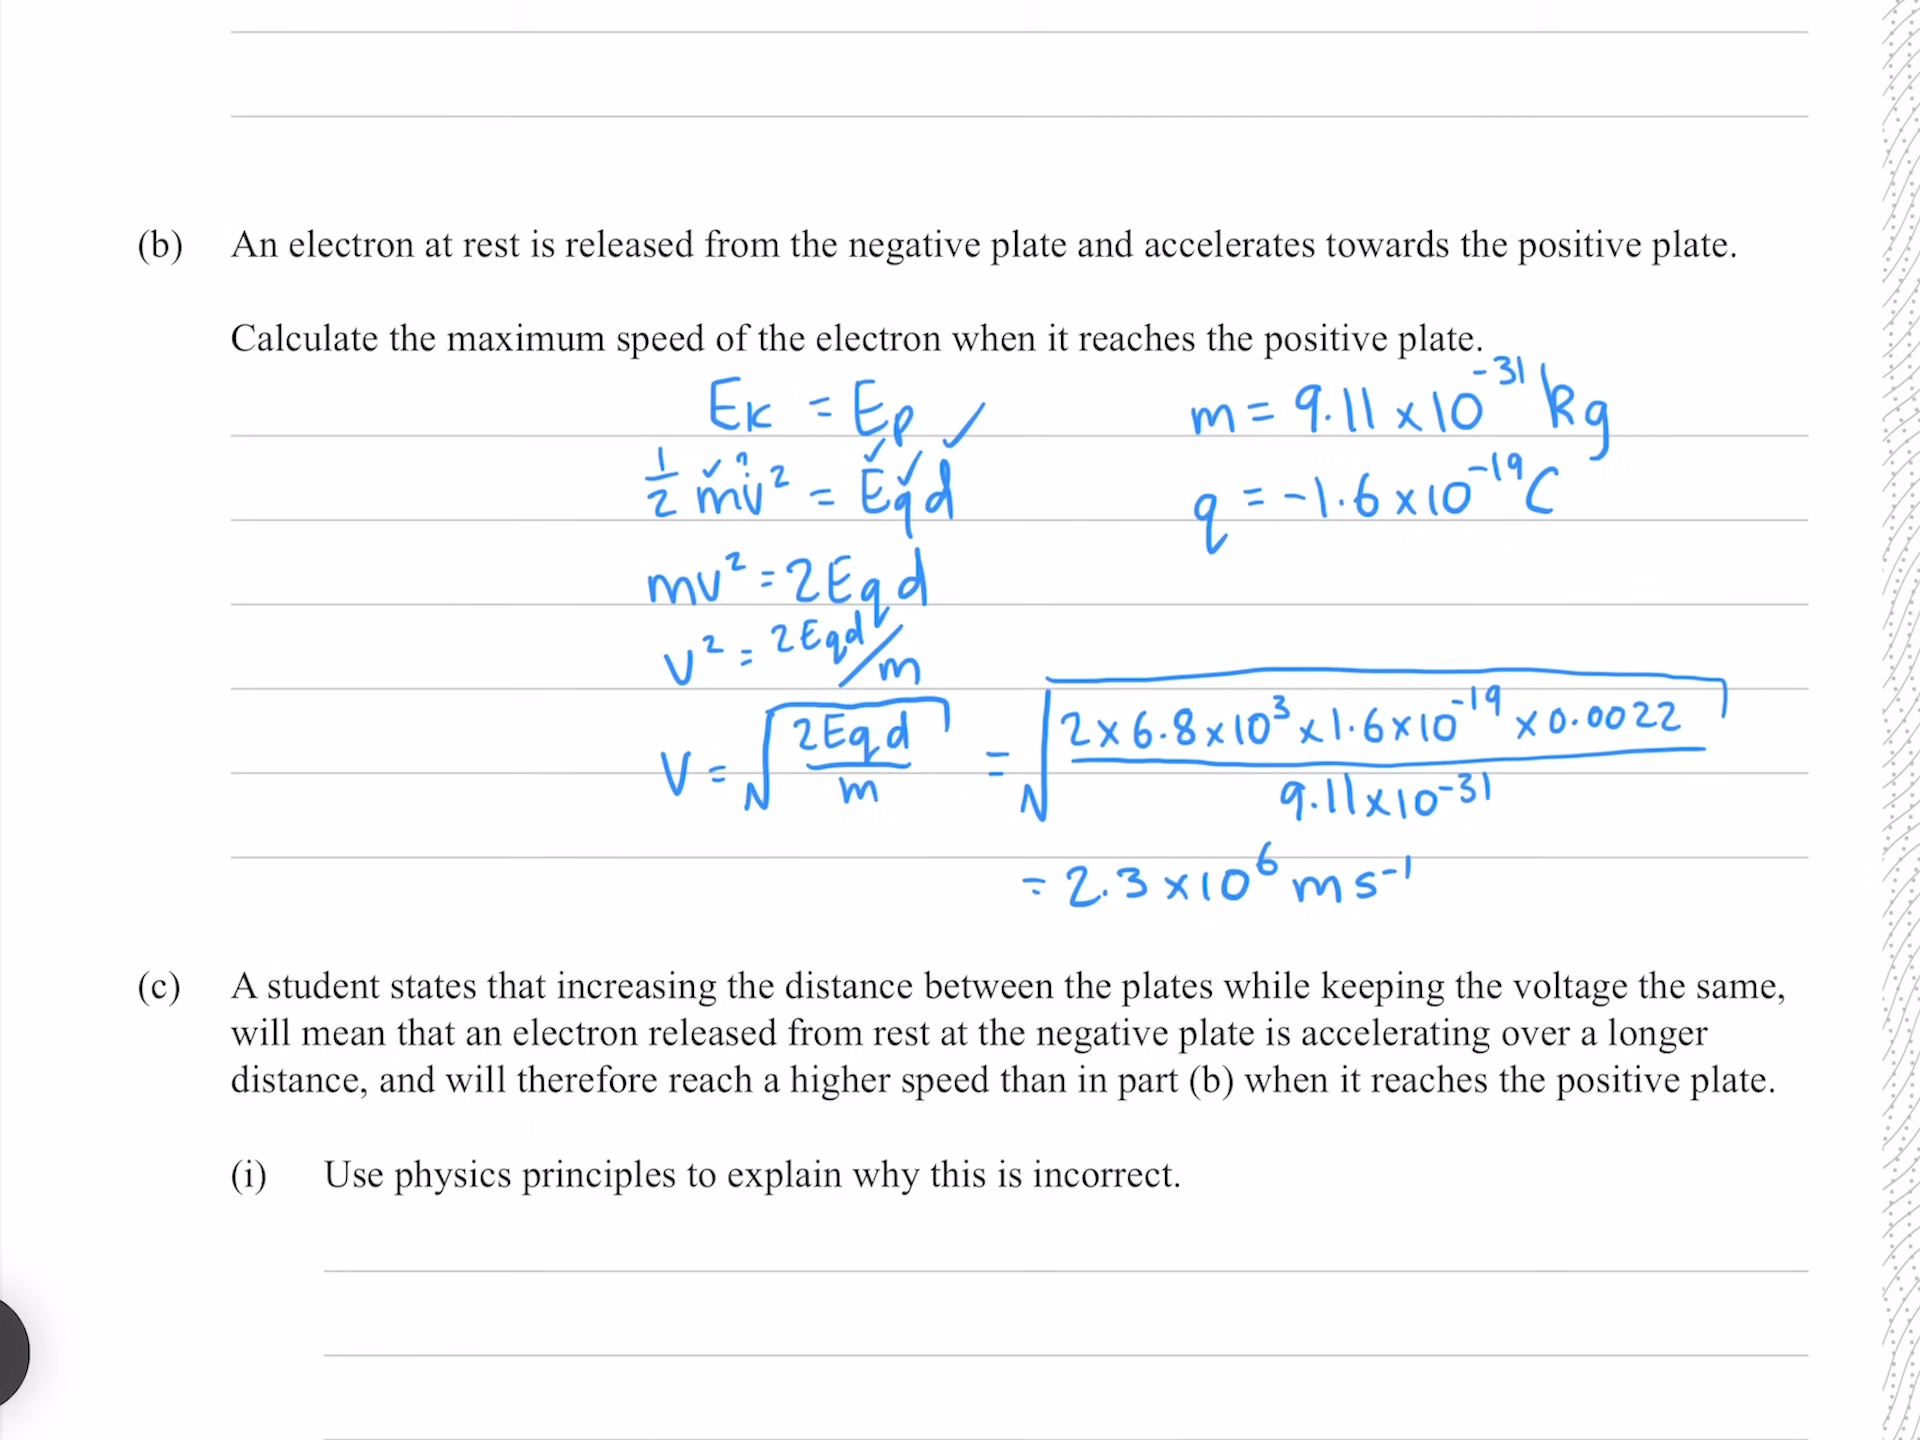 (b) An electron at rest is released from the negative plate and accelerates towards the positive plate.
Calculate the maximum speed of the electron when it reaches the positive plate.
Eₖ = Eₚ ✓
m = 9.11 × 10⁻³¹ kg
½ mv² = Eqd
q = -1.6 × 10⁻¹⁹ C
mv² = 2Eqd
v² = 2Eqd/m
v = √(2Eqd/m) = √(2 × 6.8 × 10³ × 1.6 × 10⁻¹⁹ × 0.0022 / 9.11 × 10⁻³¹)
= 2.3 × 10⁶ ms⁻¹
(c) A student states that increasing the distance between the plates while keeping the voltage the same,
will mean that an electron released from rest at the negative plate is accelerating over a longer
distance, and will therefore reach a higher speed than in part (b) when it reaches the positive plate.
(i) Use physics principles to explain why this is incorrect.